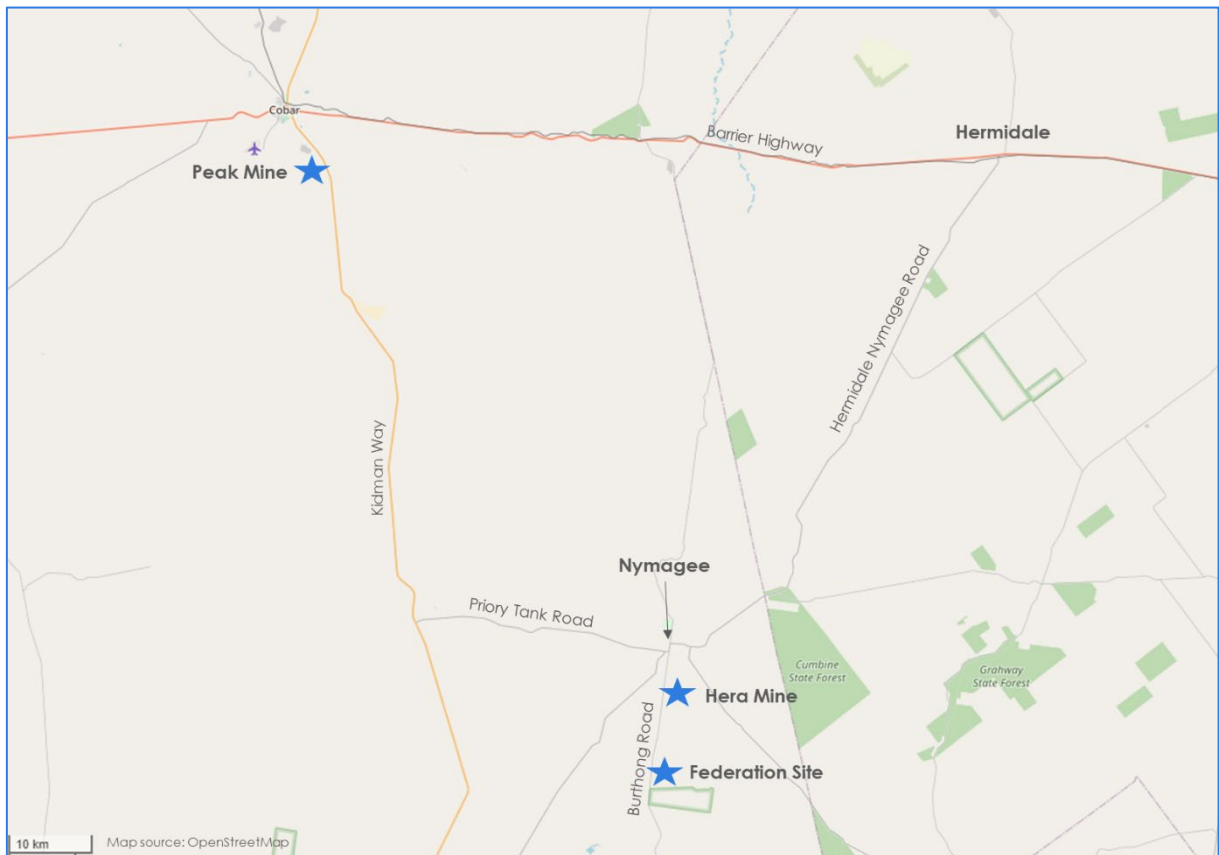 Cobar
Barrier Highway
Hermidale
Peak Mine
Hermidale Nymagee Road
Kidman Way
Nymagee
Priory Tank Road
Cumbine
State Forest
Grahway
State Forest
Hera Mine
Burthong Road
Federation Site
10 km
Map source: OpenStreetMap